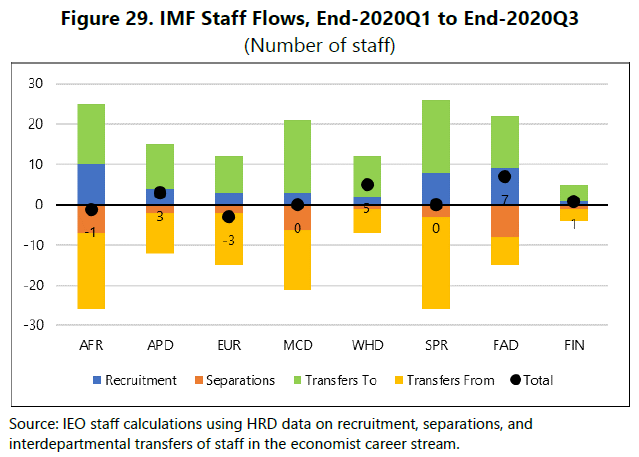 Figure 29. IMF Staff Flows, End-2020Q1 to End-2020Q3
(Number of staff)
30
20
10
0
-10
-20
-30
-1
3
-3
0
5
0
7
1
AFR APD EUR MCD WHD SPR FAD FIN
Recruitment Separations Transfers To Transfers From Total
Source: IEO staff calculations using HRD data on recruitment, separations, and
interdepartmental transfers of staff in the economist career stream.